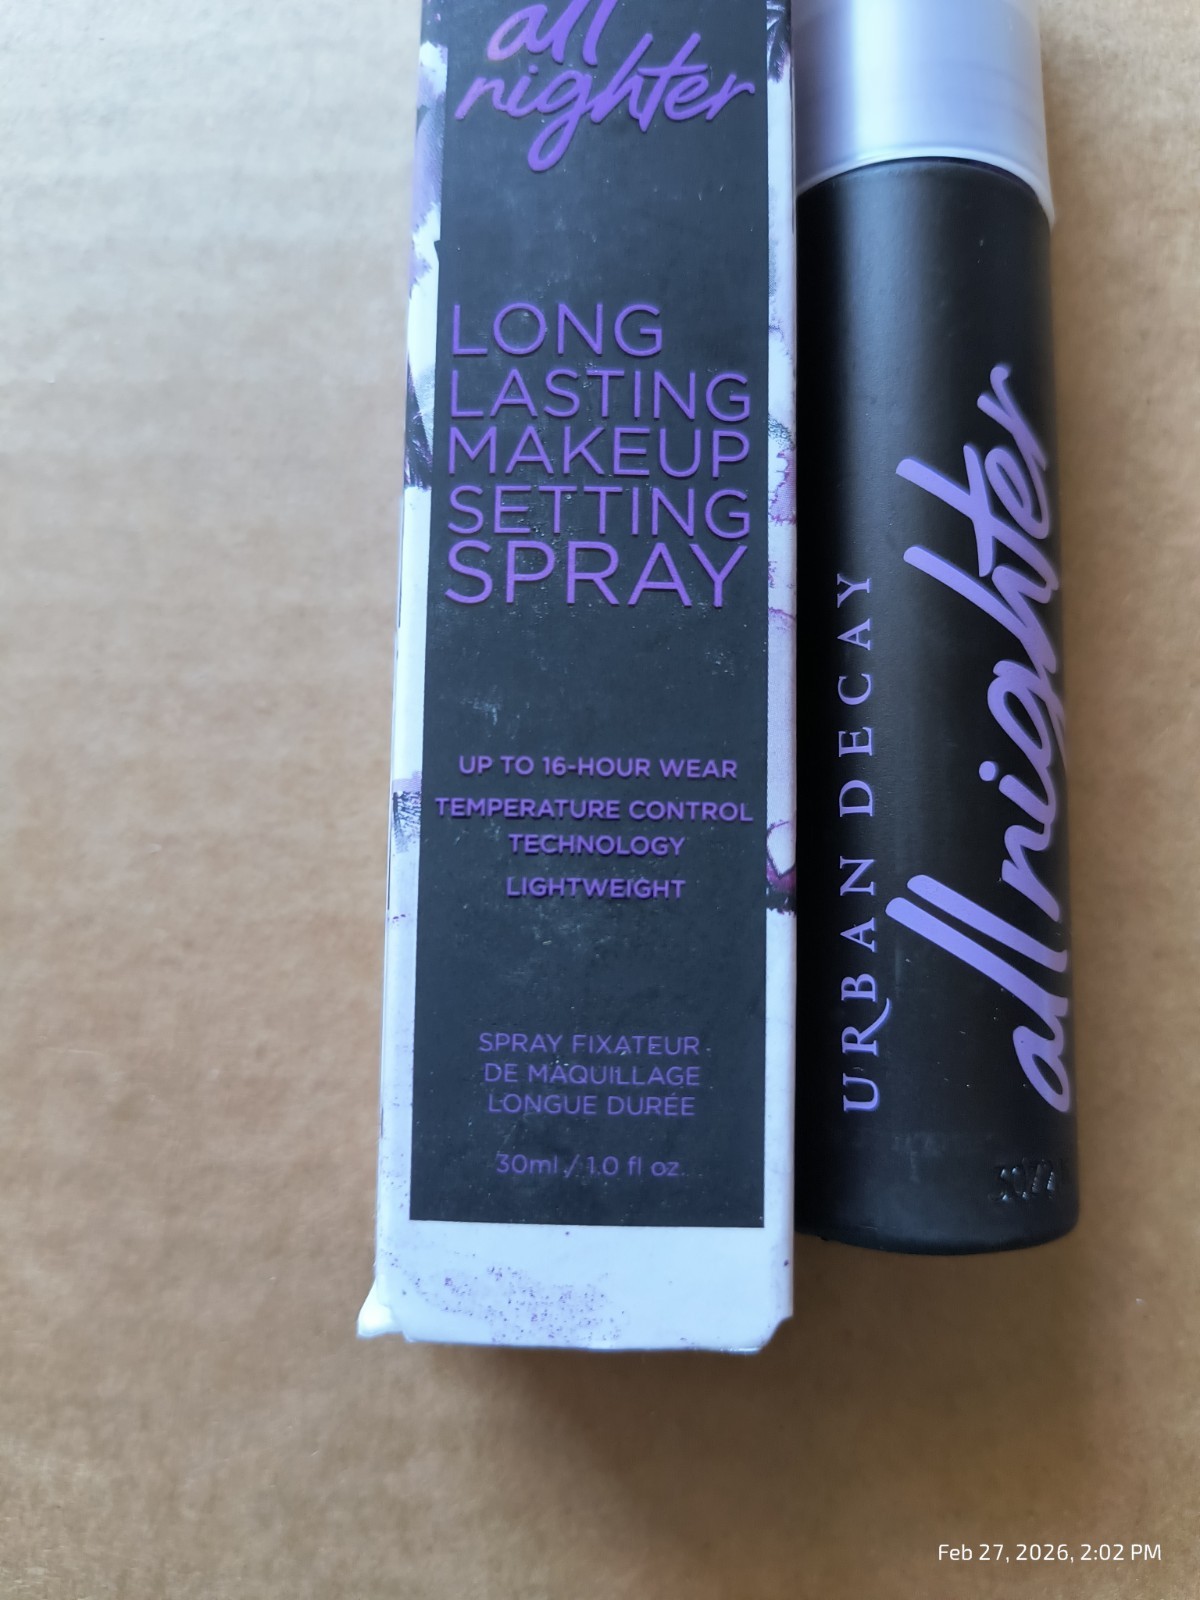 all
nighter
LONG
LASTING
MAKEUP
SETTING
SPRAY
UP TO 16-HOUR WEAR
TEMPERATURE CONTROL
TECHNOLOGY
LIGHTWEIGHT
SPRAY FIXATEUR
DE MAQUILLAGE
LONGUE DURÉE
30ml / 1.0 fl oz.
URBAN DECAY
all nighter
Feb 27, 2026, 2:02 PM